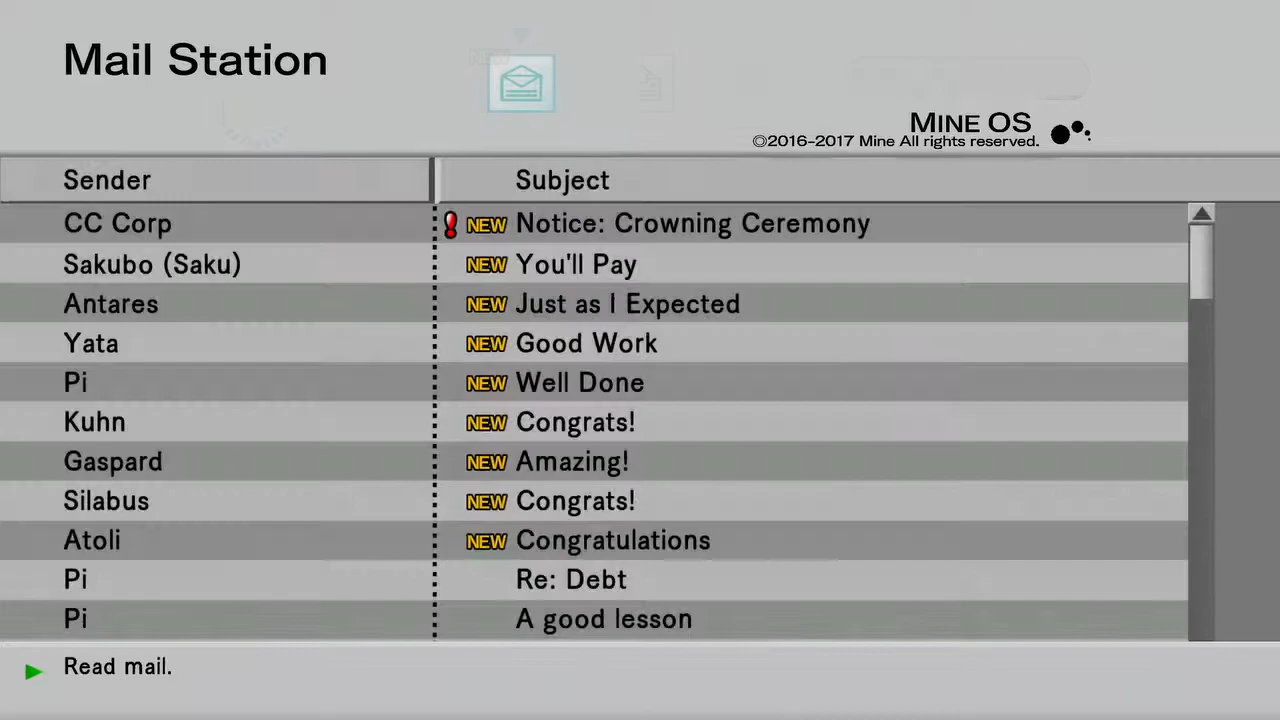 Mail Station
NEW
MINE OS
©2016-2017 Mine All rights reserved.
Sender Subject
CC Corp NEW Notice: Crowning Ceremony
Sakubo (Saku) NEW You'll Pay
Antares NEW Just as I Expected
Yata NEW Good Work
Pi NEW Well Done
Kuhn NEW Congrats!
Gaspard NEW Amazing!
Silabus NEW Congrats!
Atoli NEW Congratulations
Pi Re: Debt
Pi A good lesson
Read mail.